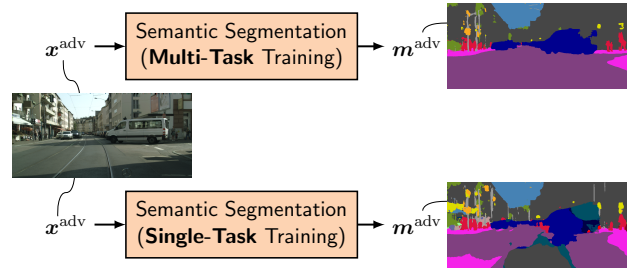 x^adv
Semantic Segmentation
(Multi-Task Training)
m^adv
x^adv
Semantic Segmentation
(Single-Task Training)
m^adv